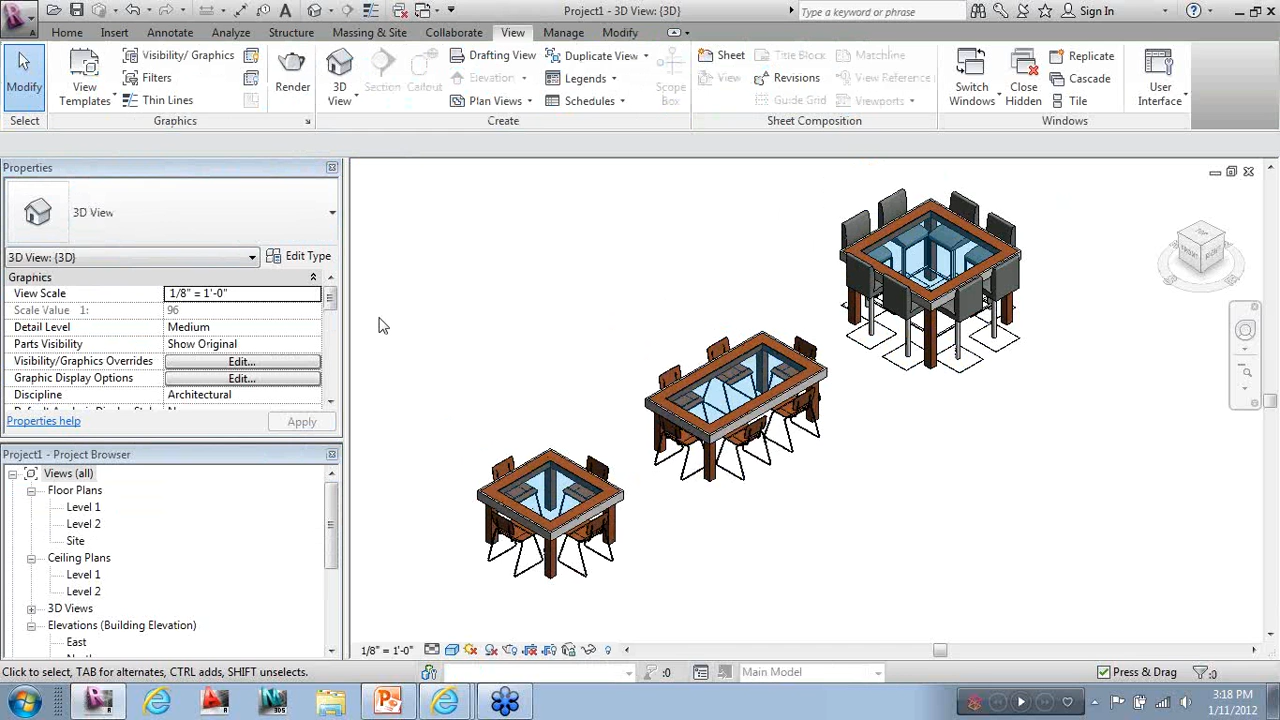 Project1 - 3D View: {3D}
Type a keyword or phrase
Sign In
Home Insert Annotate Analyze Structure Massing & Site Collaborate View Manage Modify
Modify
View Templates
Visibility/ Graphics
Filters
Thin Lines
Render
3D View
Section
Callout
Drafting View
Elevation
Plan Views
Duplicate View
Legends
Schedules
Scope Box
Sheet
View
Title Block
Revisions
Guide Grid
Matchline
View Reference
Viewports
Switch Windows
Close Hidden
Replicate
Cascade
Tile
User Interface
Select Graphics Create Sheet Composition Windows
Properties
3D View
3D View: {3D} Edit Type
Graphics
View Scale 1/8" = 1'-0"
Scale Value 1: 96
Detail Level Medium
Parts Visibility Show Original
Visibility/Graphics Overrides Edit...
Graphic Display Options Edit...
Discipline Architectural
Properties help Apply
Project1 - Project Browser
Views (all)
Floor Plans
Level 1
Level 2
Site
Ceiling Plans
Level 1
Level 2
3D Views
Elevations (Building Elevation)
East
TOP
FRONT
RIGHT
1/8" = 1'-0"
Click to select, TAB for alternates, CTRL adds, SHIFT unselects.
:0
Main Model
Press & Drag
:0
3:18 PM
1/11/2012